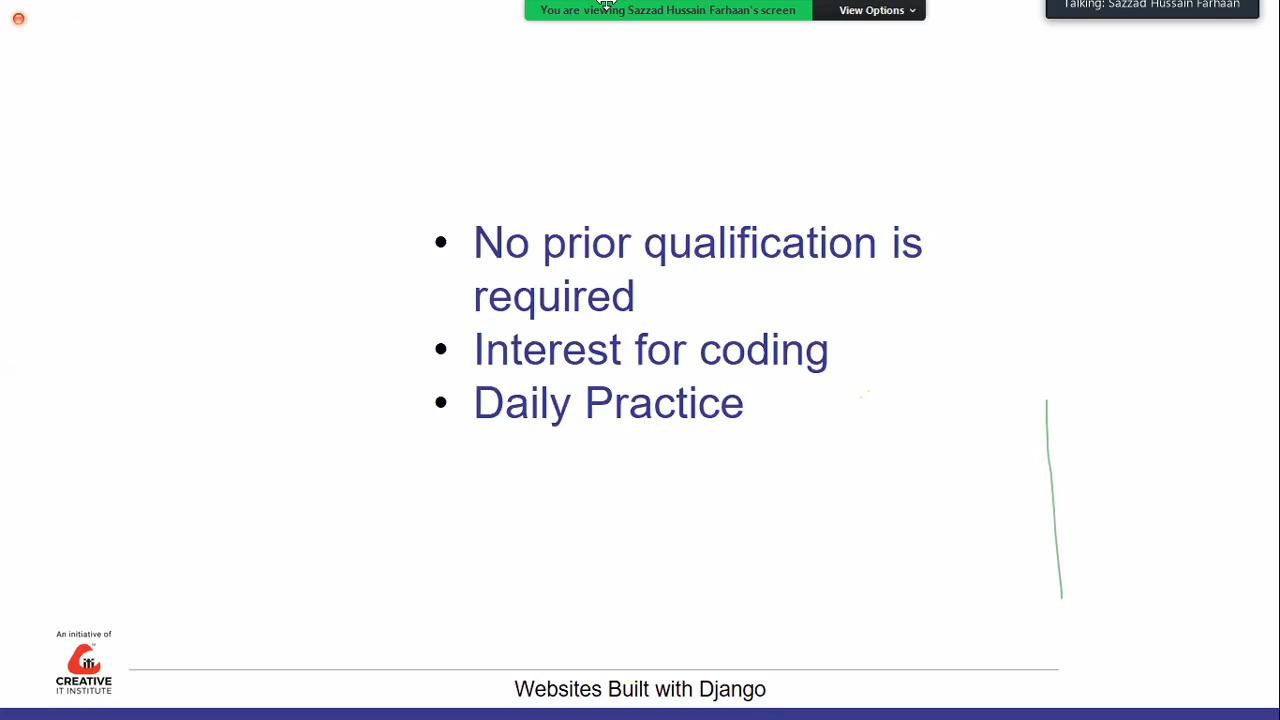 You are viewing Sazzad Hussain Farhaan's screen
View Options
Talking: Sazzad Hussain Farhaan
• No prior qualification is
required
• Interest for coding
• Daily Practice
An initiative of
CREATIVE
IT INSTITUTE
Websites Built with Django